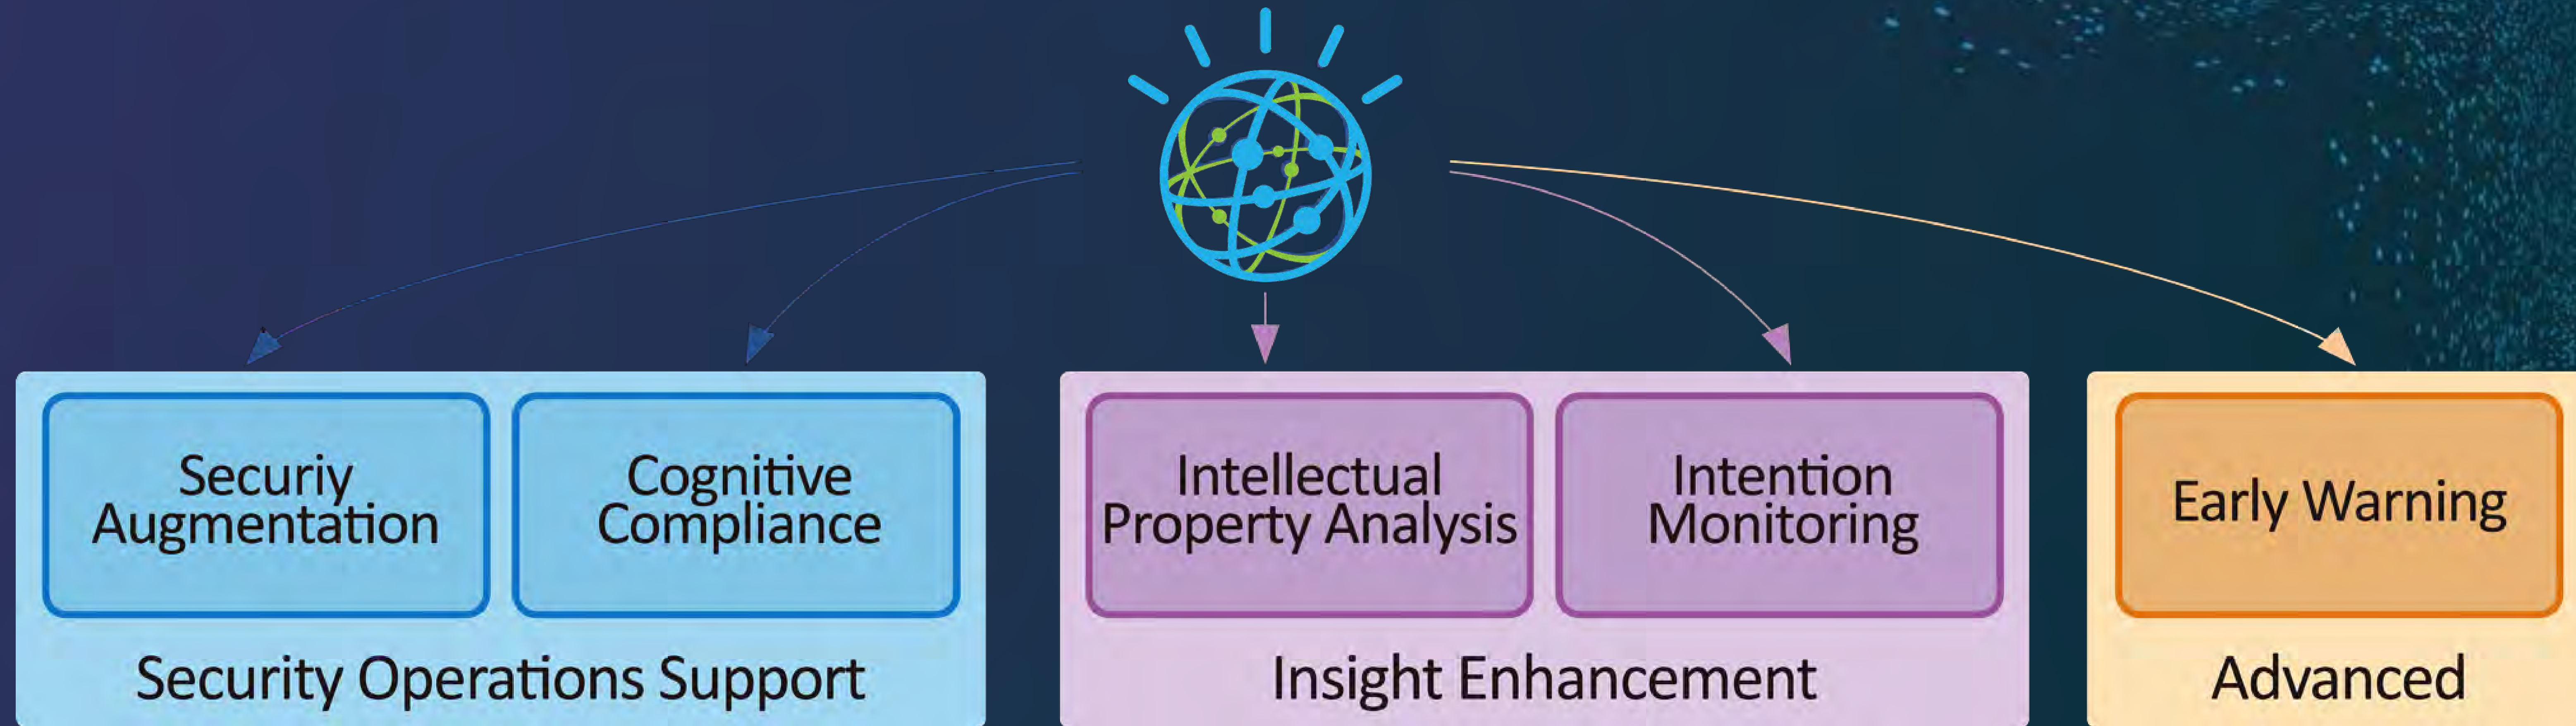 Securiy
Augmentation
Cognitive
Compliance
Intellectual
Property Analysis
Intention
Monitoring
Early Warning
Security Operations Support
Insight Enhancement
Advanced